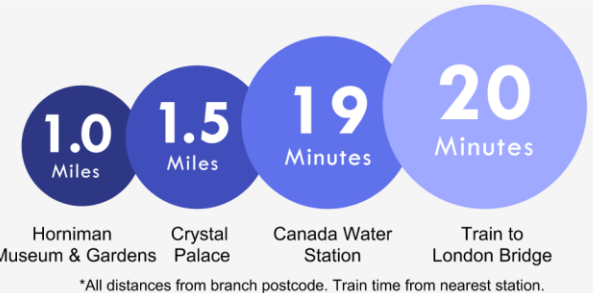 1.0
Miles
1.5
Miles
19
Minutes
20
Minutes
Horniman
Museum & Gardens
Crystal
Palace
Canada Water
Station
Train to
London Bridge
*All distances from branch postcode. Train time from nearest station.